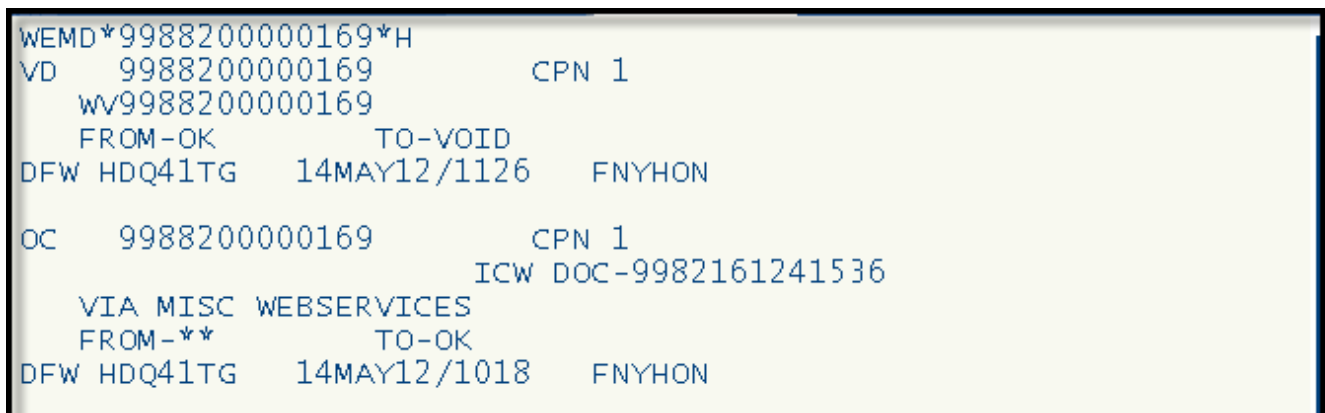 WEMD*9988200000169*H
VD 9988200000169 CPN 1
WV9988200000169
FROM-OK TO-VOID
DFW HDQ41TG 14MAY12/1126 FNYHON
OC 9988200000169 CPN 1
ICW DOC-9982161241536
VIA MISC WEBSERVICES
FROM-** TO-OK
DFW HDQ41TG 14MAY12/1018 FNYHON